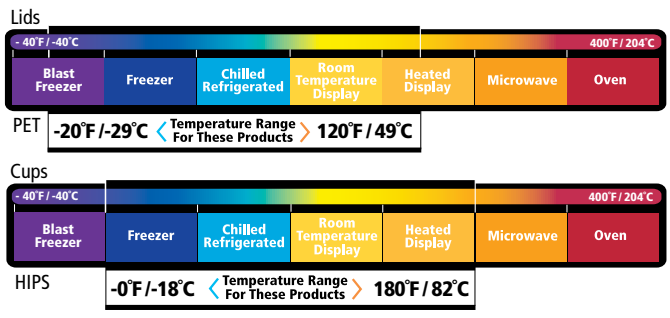 Lids
- 40°F / -40°C 400°F / 204°C
Blast Freezer
Freezer
Chilled Refrigerated
Room Temperature Display
Heated Display
Microwave
Oven
PET
-20°F / -29°C
Temperature Range
For These Products
120°F / 49°C
Cups
- 40°F / -40°C 400°F / 204°C
Blast Freezer
Freezer
Chilled Refrigerated
Room Temperature Display
Heated Display
Microwave
Oven
HIPS
-0°F / -18°C
Temperature Range
For These Products
180°F / 82°C